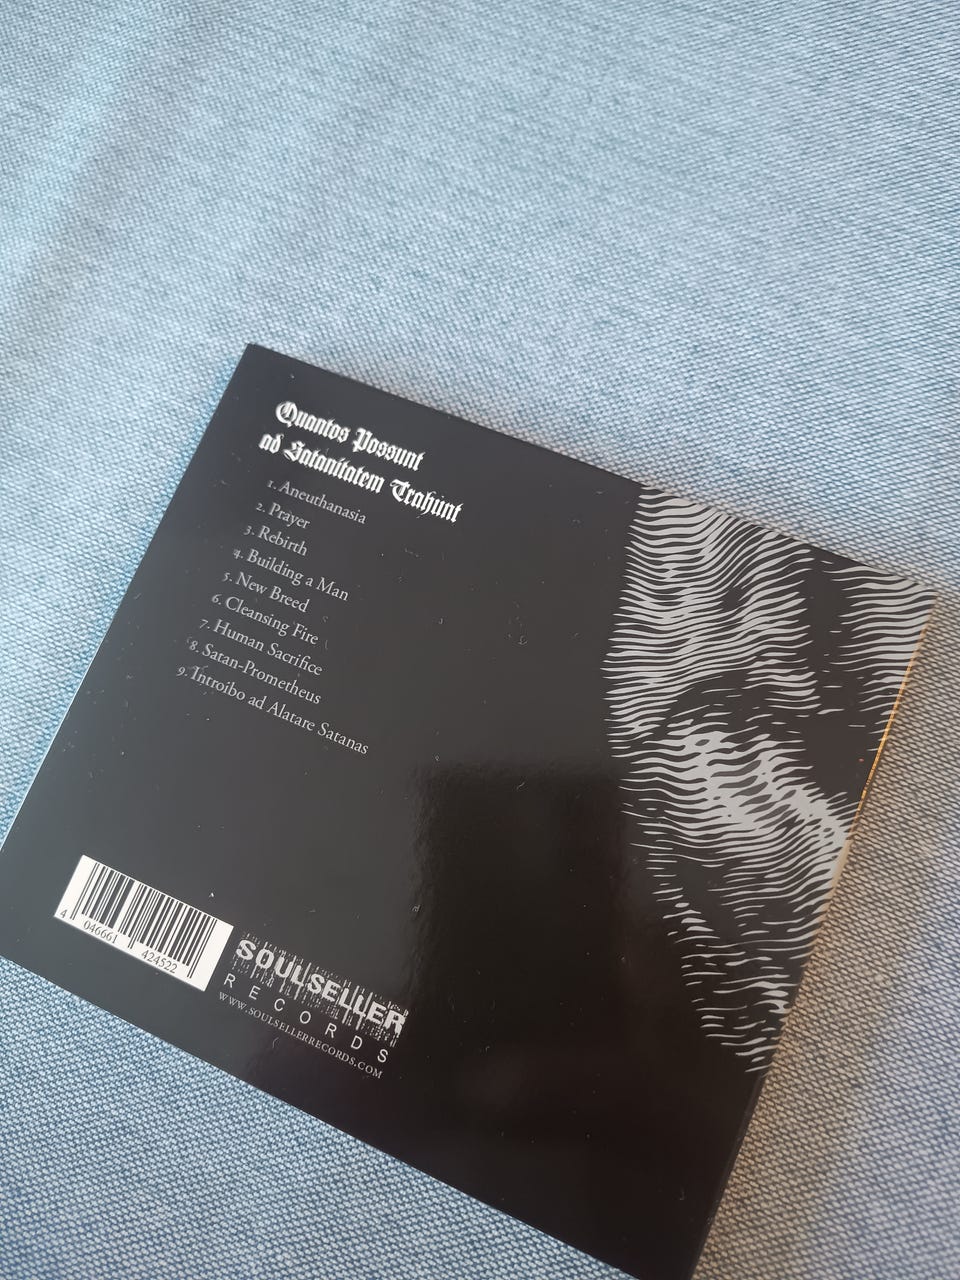 Quantos Possunt
ad Satanitatem Trahunt
1. Aneuthanasia
2. Prayer
3. Rebirth
4. Building a Man
5. New Breed
6. Cleansing Fire
7. Human Sacrifice
8. Satan-Prometheus
9. Introibo ad Alatare Satanas
4 046661 424522
SOULSELLER
RECORDS
WWW.SOULSELLERRECORDS.COM